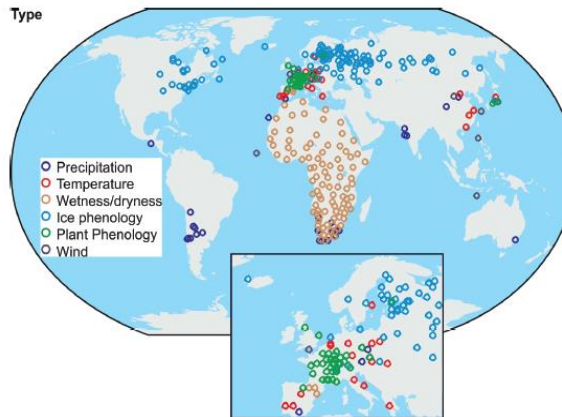 Type
Precipitation
Temperature
Wetness/dryness
Ice phenology
Plant Phenology
Wind